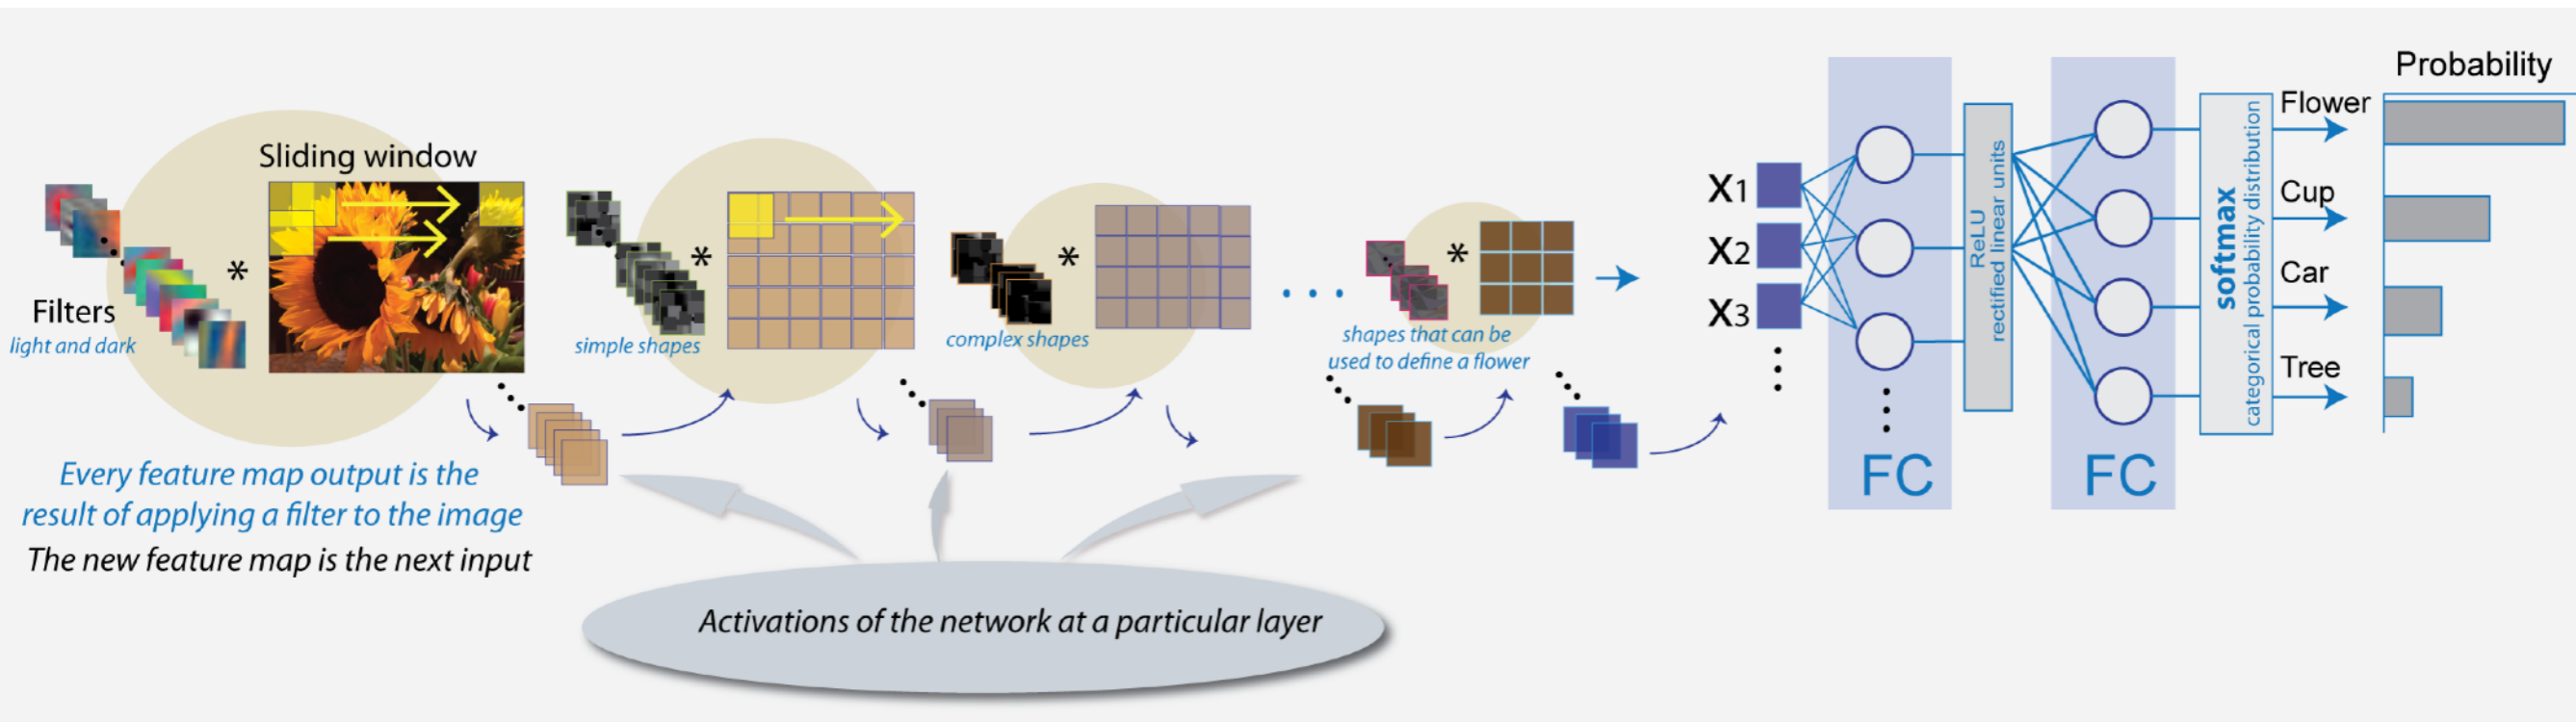 Sliding window
Filters
light and dark
*
simple shapes
*
complex shapes
*
shapes that can be
used to define a flower
*
Every feature map output is the
result of applying a filter to the image
The new feature map is the next input
Activations of the network at a particular layer
X1
X2
X3
FC
ReLU
rectified linear units
FC
softmax
categorical probability distribution
Probability
Flower
Cup
Car
Tree